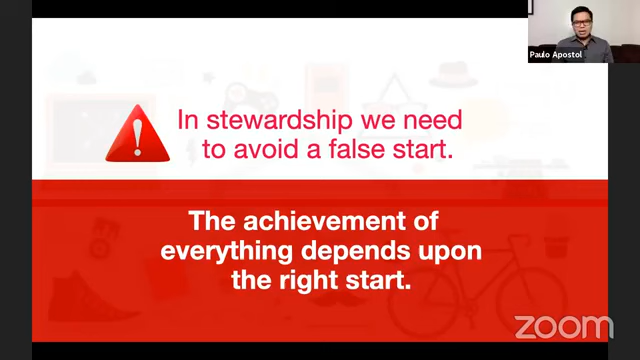 Paulo Apostol
In stewardship we need
to avoid a false start.
The achievement of
everything depends upon
the right start.
zoom